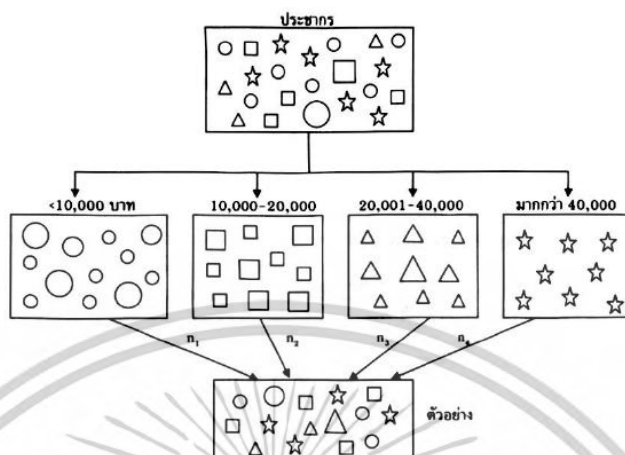 ประชากร
<10,000 บาท
10,000-20,000
20,001-40,000
มากกว่า 40,000
n₁
n₂
n₃
n₄
ตัวอย่าง